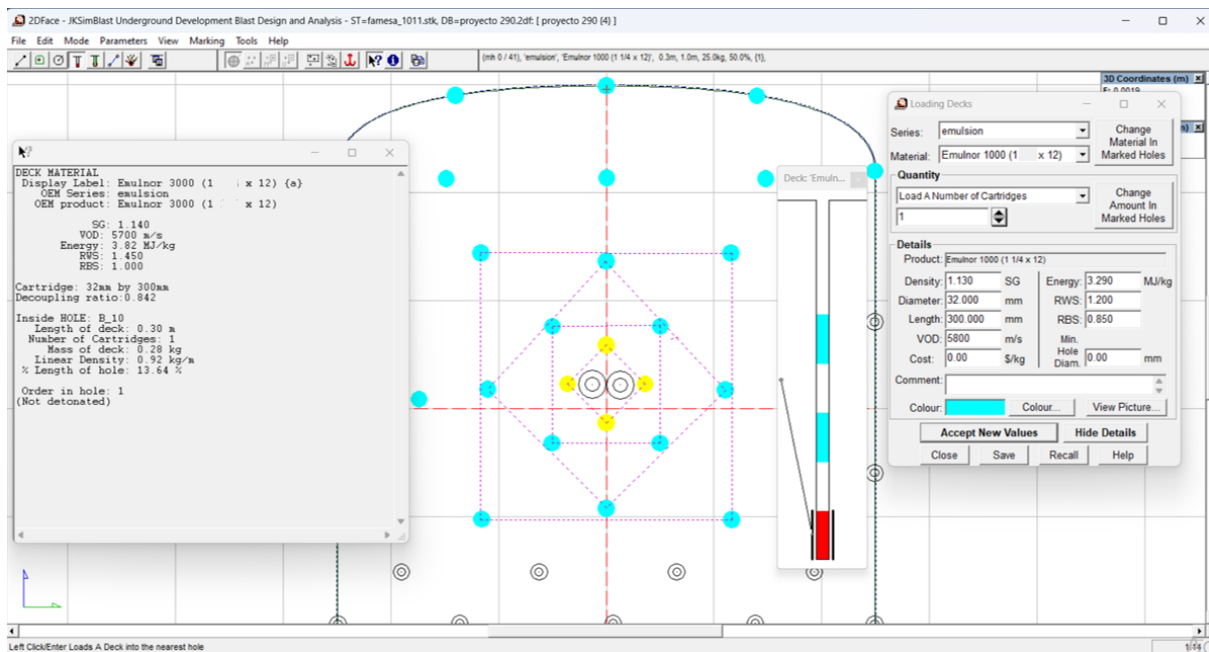 2DFace - JKSimBlast Underground Development Blast Design and Analysis - ST=famesa_1011.stk, DB=proyecto 290.2df: [ proyecto 290 {4} ]
File Edit Mode Parameters View Marking Tools Help
{mh 0 / 41}, 'emulsion', 'Emulnor 1000 (1 1/4 x 12)', 0.3m, 1.0m, 25.0kg, 50.0%, {1},
3D Coordinates (m)
DECK MATERIAL
Display Label: Emulnor 3000 (1 x 12) {a}
OEM Series: emulsion
OEM product: Emulnor 3000 (1 x 12)
SG: 1.140
VOD: 5700 m/s
Energy: 3.82 MJ/kg
RWS: 1.450
RBS: 1.000
Cartridge: 32mm by 300mm
Decoupling ratio:0.842
Inside HOLE: B_10
Length of deck: 0.30 m
Number of Cartridges: 1
Mass of deck: 0.28 kg
Linear Density: 0.92 kg/m
% Length of hole: 13.64 %
Order in hole: 1
(Not detonated)
Deck: 'Emuln...
Loading Decks
Series: emulsion
Change Material In Marked Holes
Material: Emulnor 1000 (1 x 12)
Quantity
Load A Number of Cartridges
Change Amount In Marked Holes
1
Details
Product: Emulnor 1000 (1 1/4 x 12)
Density: 1.130 SG Energy: 3.290 MJ/kg
Diameter: 32.000 mm RWS: 1.200
Length: 300.000 mm RBS: 0.850
VOD: 5800 m/s Min. Hole Diam. 0.00 mm
Cost: 0.00 $/kg
Comment:
Colour: Colour... View Picture...
Accept New Values Hide Details
Close Save Recall Help
Left Click/Enter Loads A Deck into the nearest hole